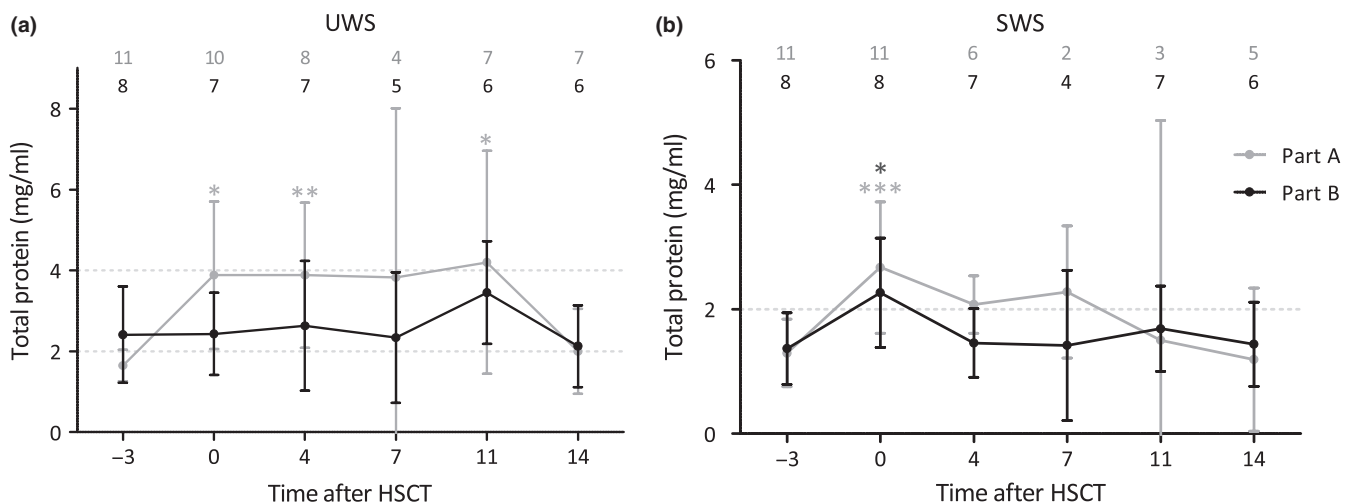 (a)
UWS
11 10 8 4 7 7
8 7 7 5 6 6
Total protein (mg/ml)
8
6
4
2
0
* ** *
−3 0 4 7 11 14
Time after HSCT
(b)
SWS
11 11 6 2 3 5
8 8 7 4 7 6
Total protein (mg/ml)
6
4
2
0
*
***
−3 0 4 7 11 14
Time after HSCT
Part A
Part B